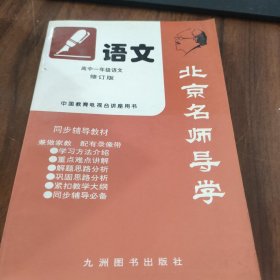 语文
高中一年级语文
修订版
中国教育电视台讲座用书
北京名师导学
同步辅导教材
兼做家教 配有录像带
●学习方法介绍
●重点难点讲解
●解题思路分析
●巩固思路分析
●紧扣教学大纲
●同步辅导必备
九洲图书出版社